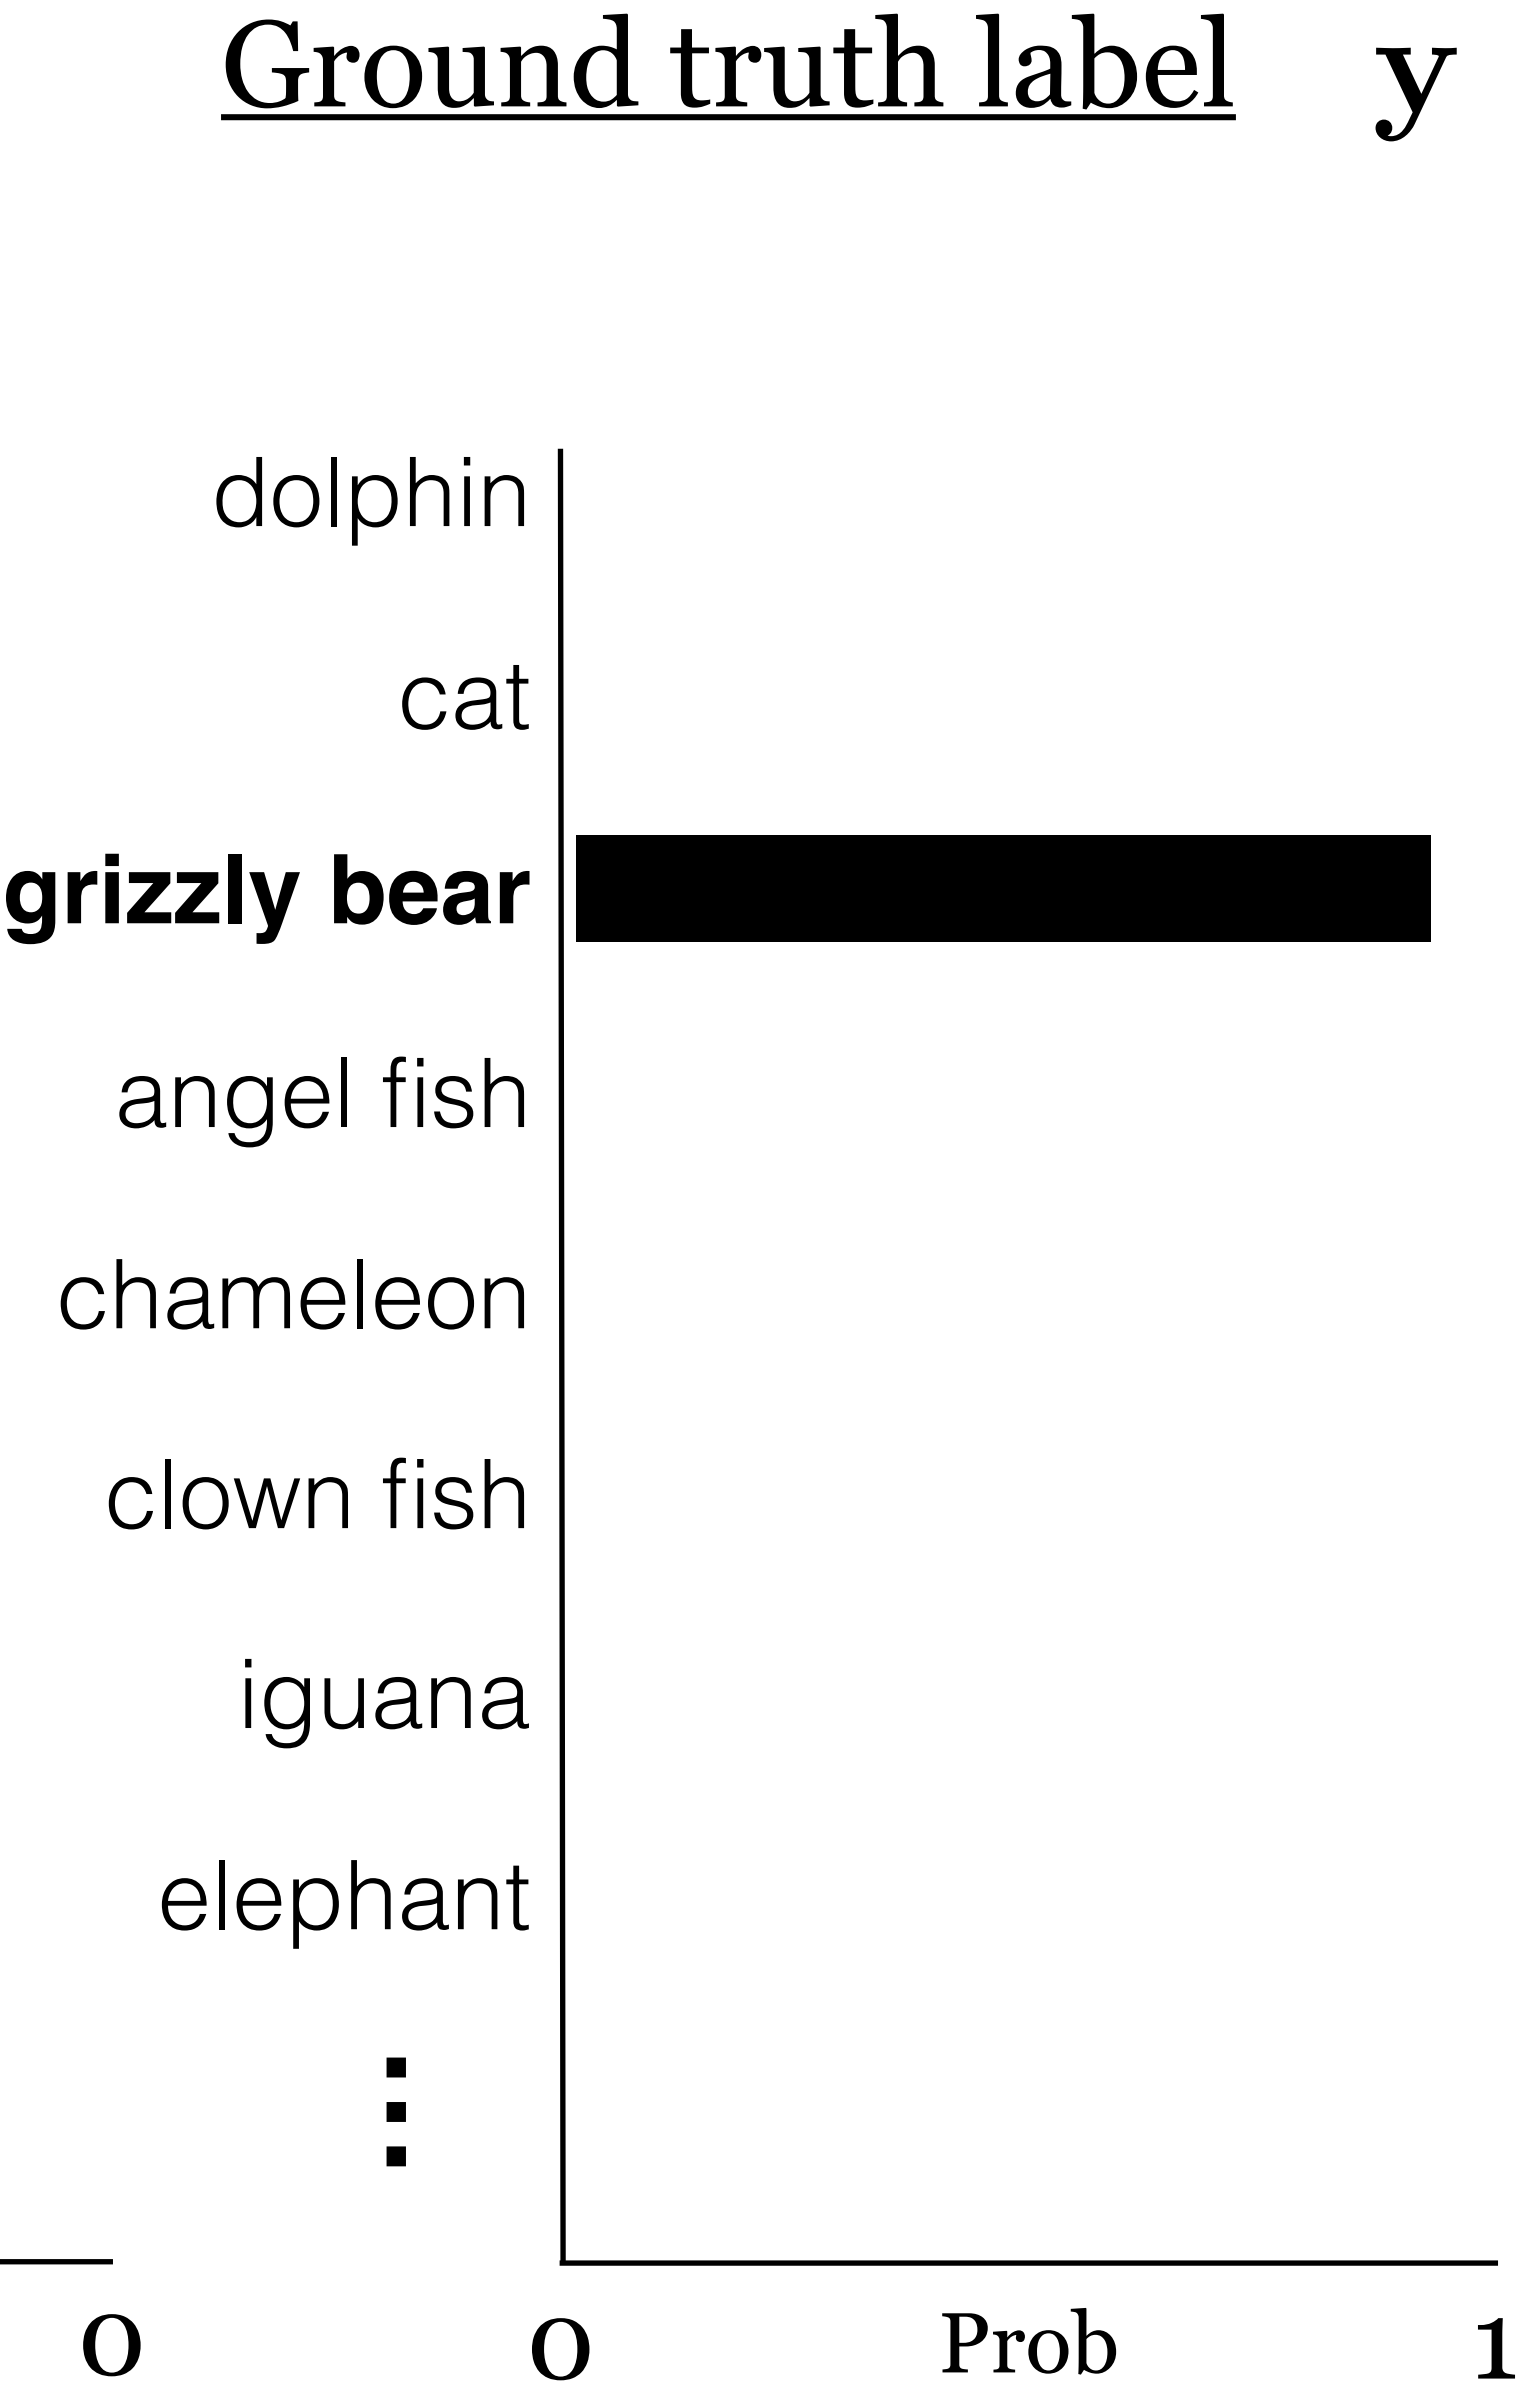 Ground truth label y
dolphin
cat
grizzly bear
angel fish
chameleon
clown fish
iguana
elephant
⋮
0 0 Prob 1